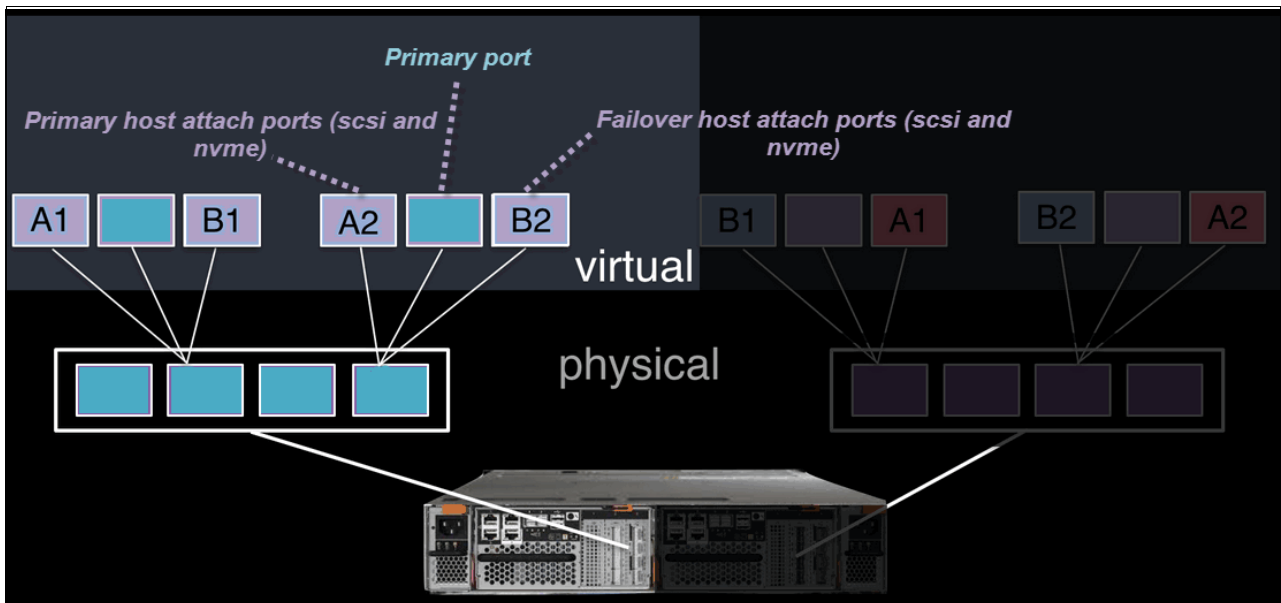 Primary port
Primary host attach ports (scsi and
nvme)
Failover host attach ports (scsi and
nvme)
A1
B1
A2
B2
B1
A1
B2
A2
virtual
physical